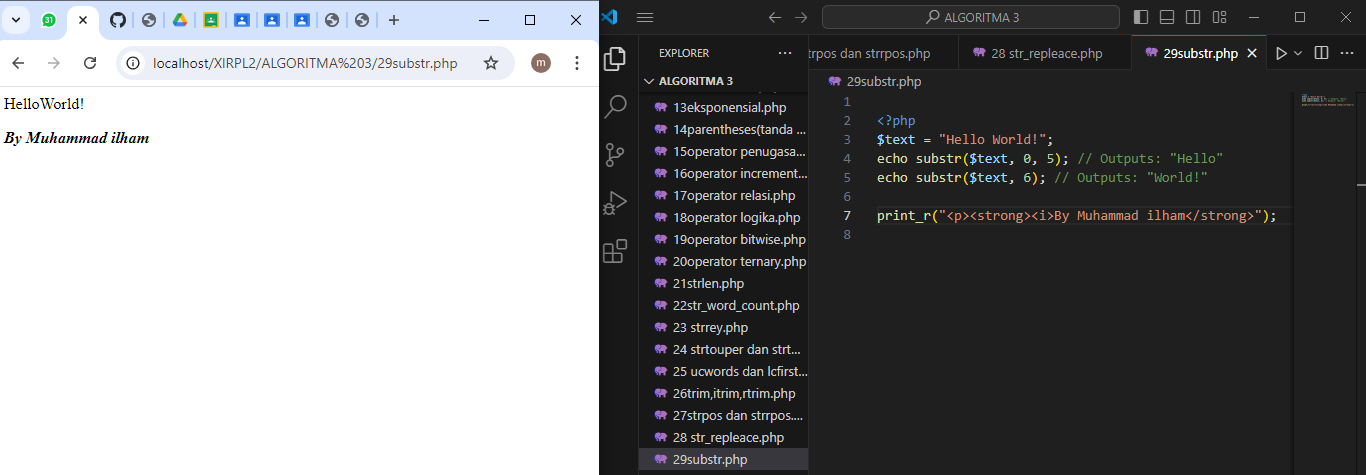 31
localhost/XIRPL2/ALGORITMA%203/29substr.php
m
HelloWorld!
By Muhammad ilham
ALGORITMA 3
EXPLORER
ALGORITMA 3
13eksponensial.php
14parentheses(tanda ...
15operator penugasa...
16operator increment...
17operator relasi.php
18operator logika.php
19operator bitwise.php
20operator ternary.php
21strlen.php
22str_word_count.php
23 strrey.php
24 strtouper dan strt...
25 ucwords dan lcfirst...
26trim,itrim,rtrim.php
27strpos dan strrpos....
28 str_repleace.php
29substr.php
trpos dan strrpos.php
28 str_repleace.php
29substr.php
29substr.php
1
2 <?php
3 $text = "Hello World!";
4 echo substr($text, 0, 5); // Outputs: "Hello"
5 echo substr($text, 6); // Outputs: "World!"
6
7 print_r("<p><strong><i>By Muhammad ilham</strong>");
8